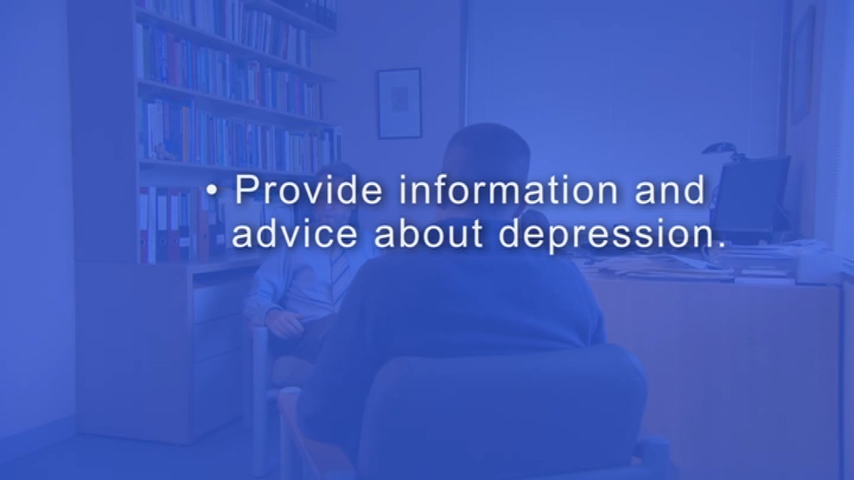 • Provide information and
advice about depression.